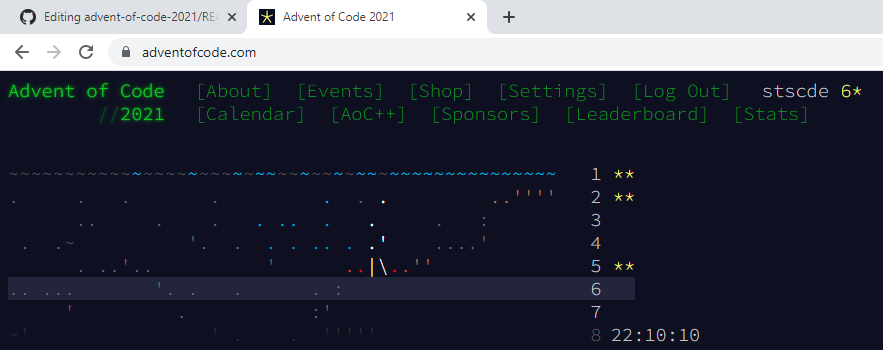 Editing advent-of-code-2021/REA
Advent of Code 2021
adventofcode.com
Advent of Code [About] [Events] [Shop] [Settings] [Log Out] stscde 6*
//2021 [Calendar] [AoC++] [Sponsors] [Leaderboard] [Stats]
1 **
2 **
3
4
5 **
6
7
8 22:10:10